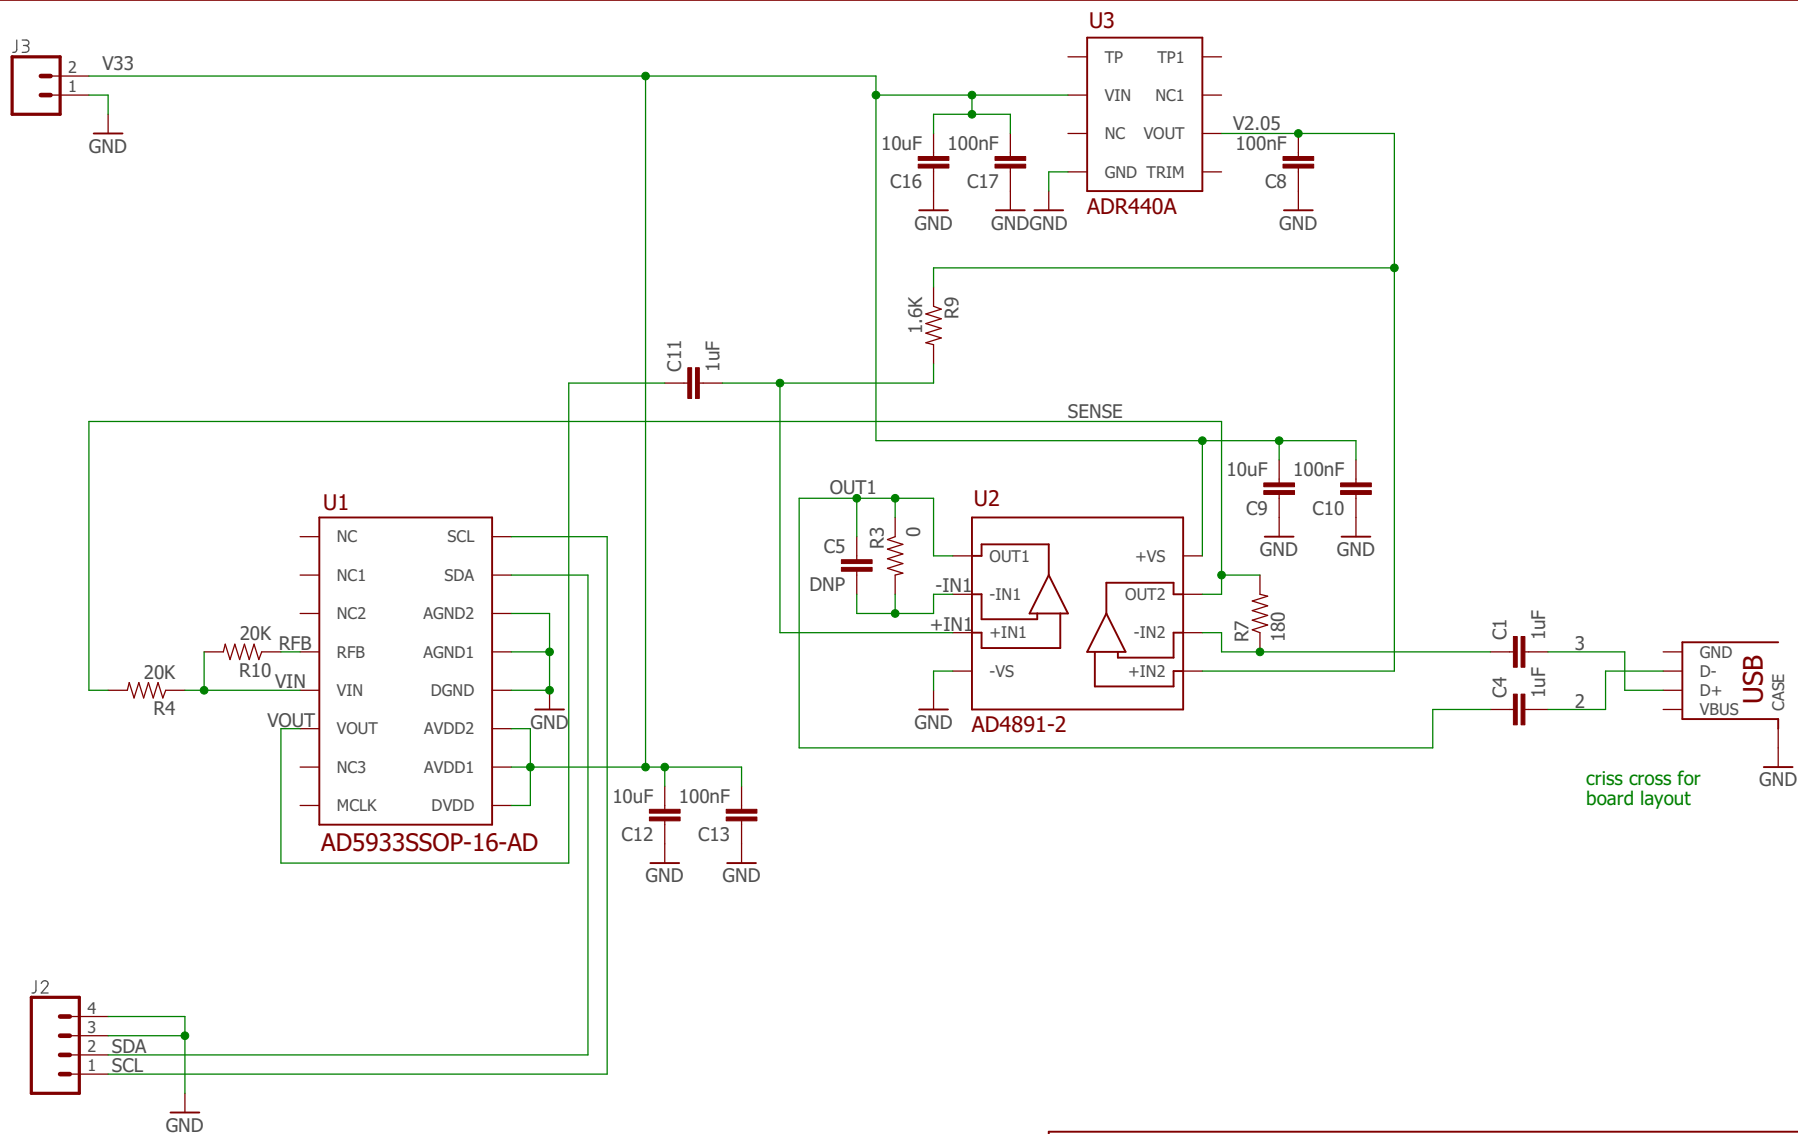 J3
2
V33
1
GND
U3
TP
TP1
VIN
NC1
NC
VOUT
GND
TRIM
ADR440A
V2.05
100nF
C8
GND
10uF
C16
GND
100nF
C17
GND
GND
1.6K
R9
C11
1uF
SENSE
U1
NC
SCL
NC1
SDA
NC2
AGND2
RFB
AGND1
VIN
DGND
VOUT
AVDD2
NC3
AVDD1
MCLK
DVDD
AD5933SSOP-16-AD
20K
RFB
R10
20K
VIN
R4
VOUT
GND
10uF
C12
GND
100nF
C13
GND
OUT1
C5
DNP
R3
0
-IN1
+IN1
GND
U2
OUT1
+VS
-IN1
OUT2
+IN1
-IN2
-VS
+IN2
AD4891-2
10uF
C9
GND
100nF
C10
GND
R7
180
C1
1uF
3
C4
1uF
2
GND
D-
D+
VBUS
USB
CASE
GND
criss cross for
board layout
J2
4
3
2
SDA
1
SCL
GND